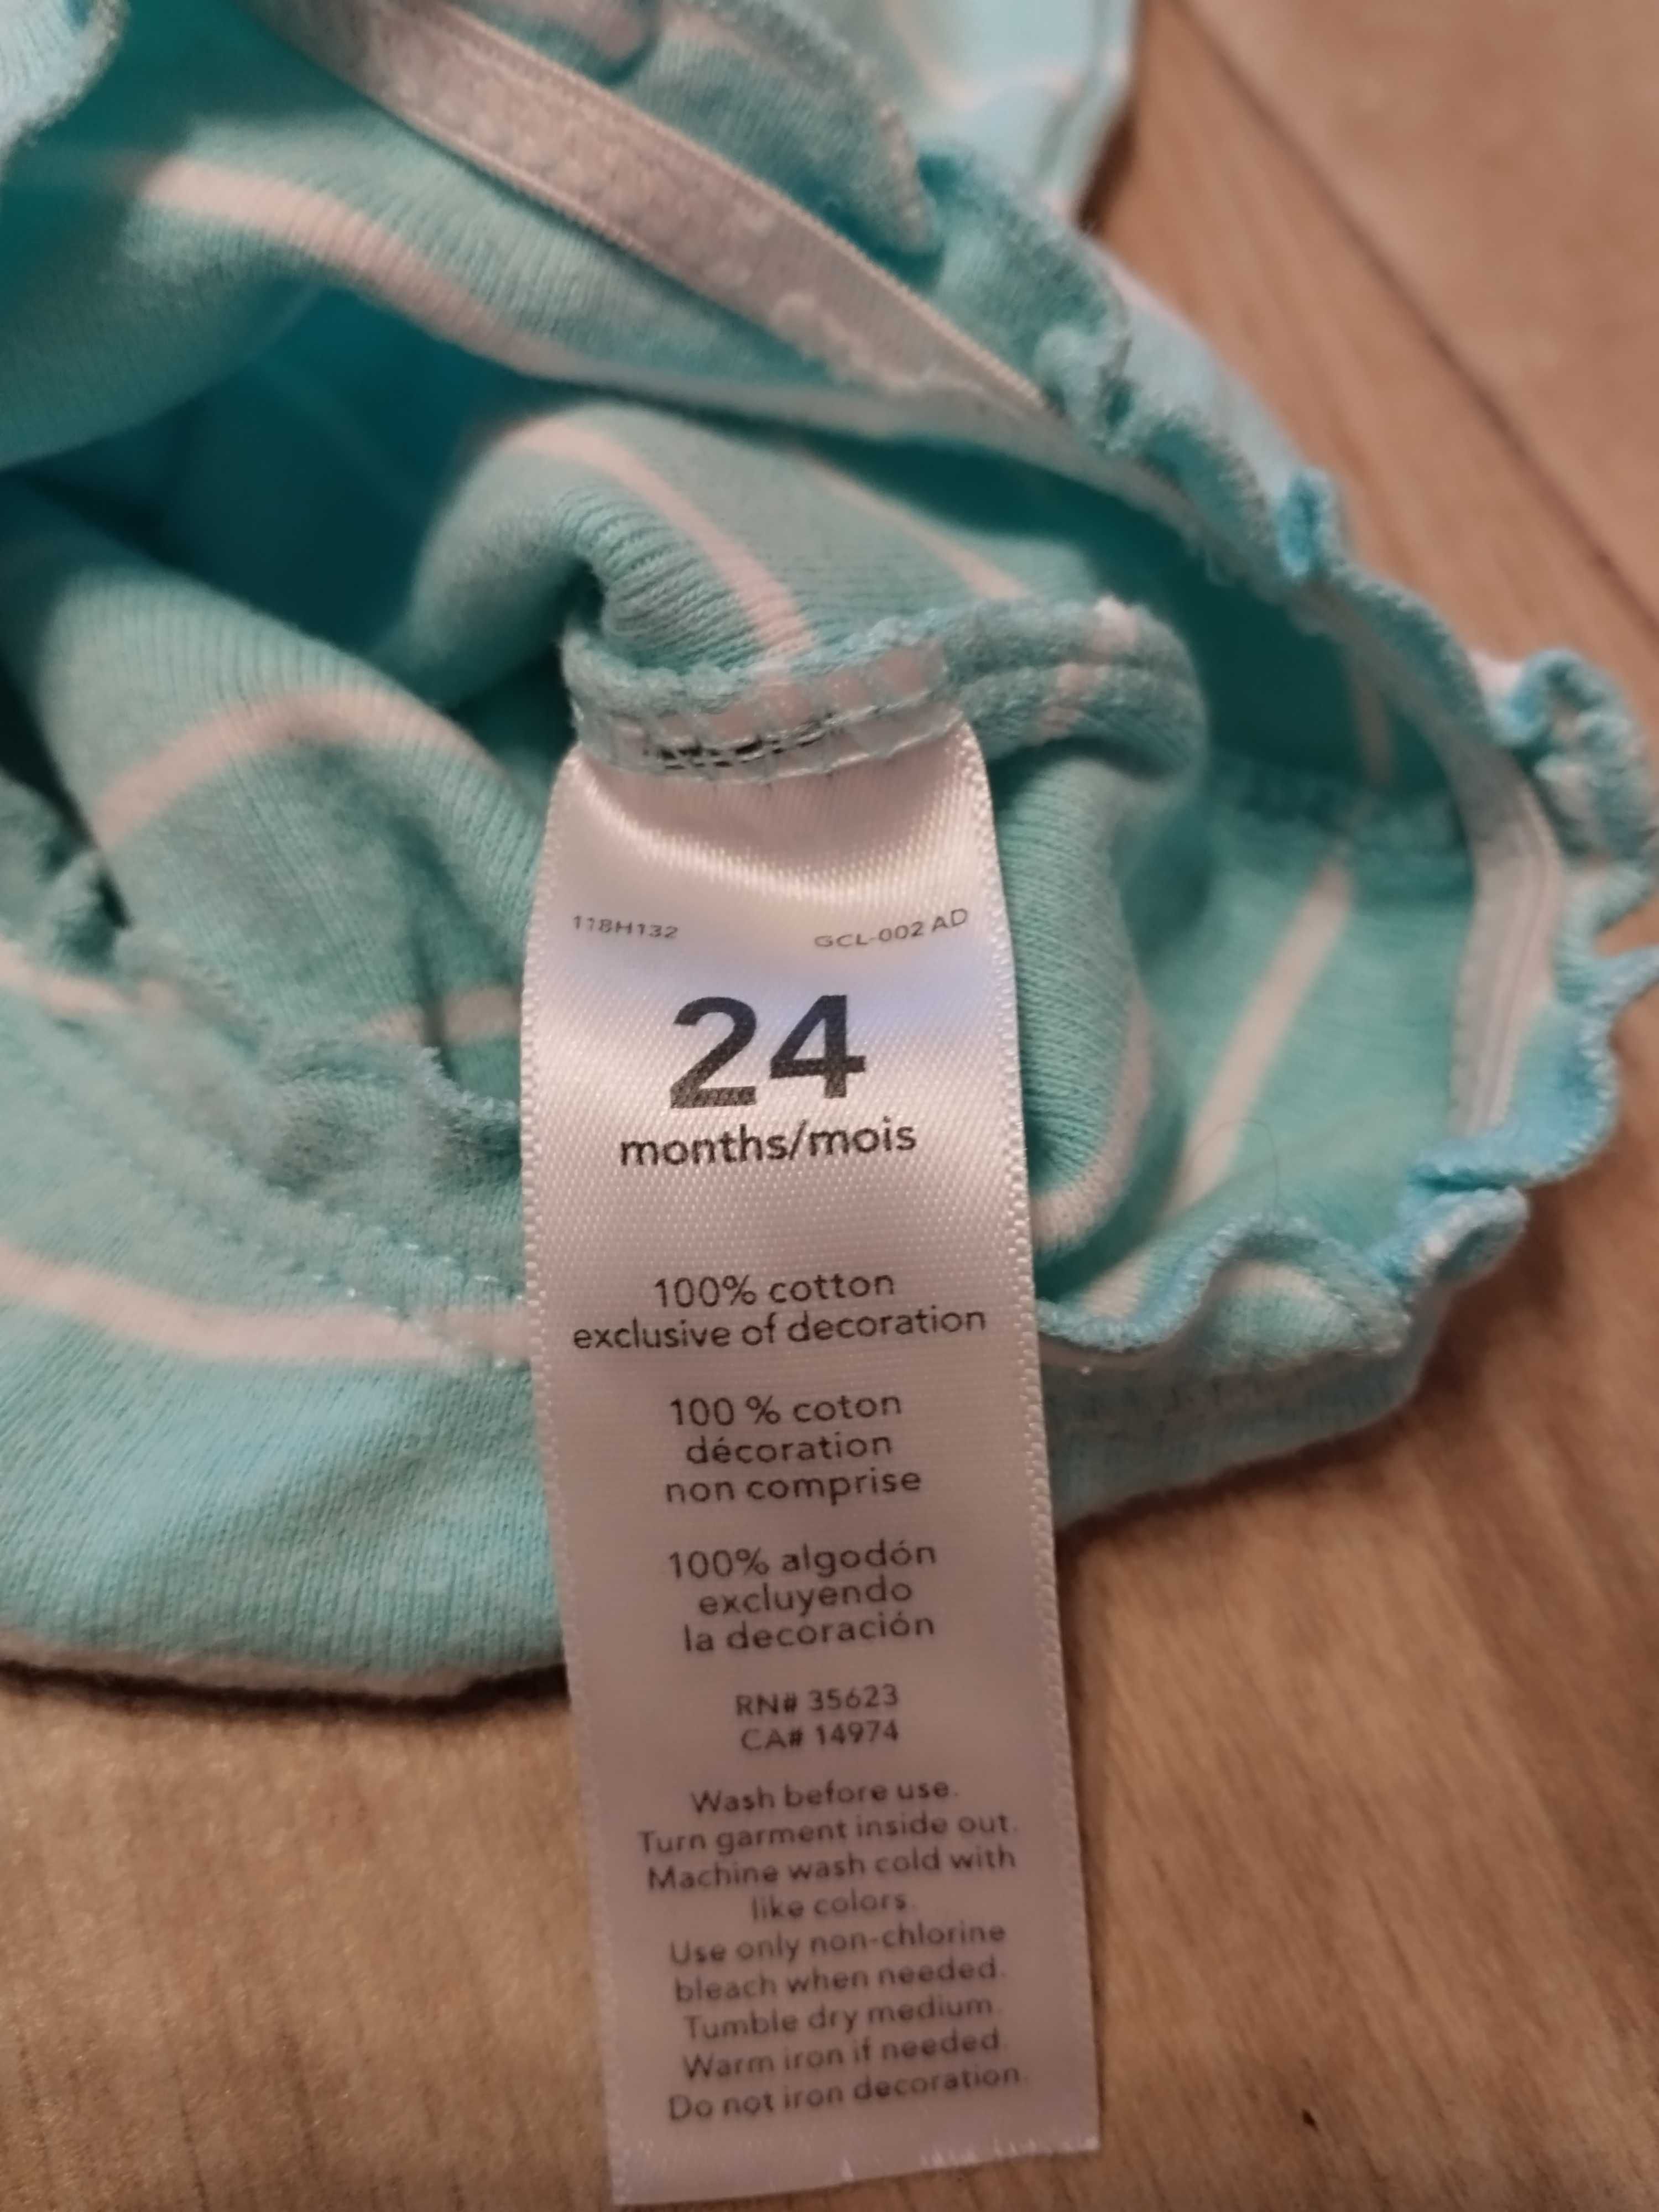 118H132 GCL-002 AD
24
months/mois
100% cotton
exclusive of decoration
100 % coton
décoration
non comprise
100% algodón
excluyendo
la decoración
RN# 35623
CA# 14974
Wash before use.
Turn garment inside out.
Machine wash cold with
like colors.
Use only non-chlorine
bleach when needed.
Tumble dry medium.
Warm iron if needed.
Do not iron decoration.